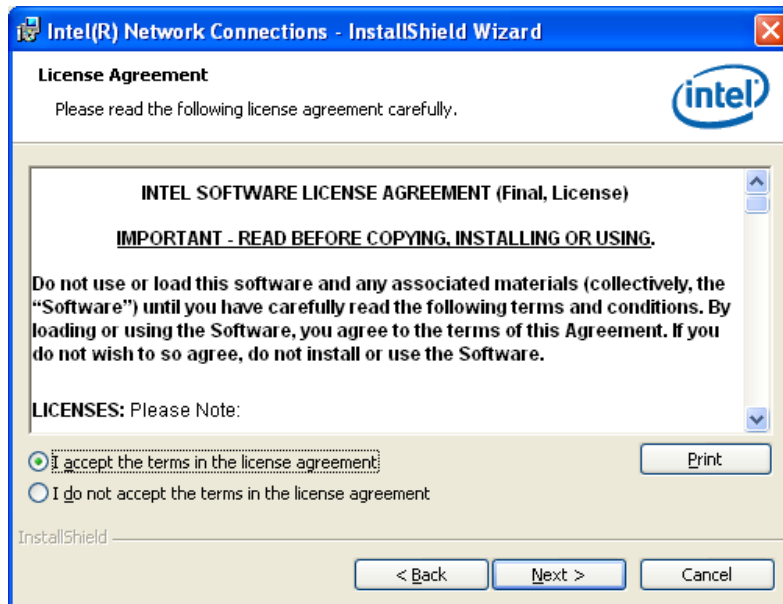 Intel(R) Network Connections - InstallShield Wizard
License Agreement
Please read the following license agreement carefully.
intel
INTEL SOFTWARE LICENSE AGREEMENT (Final, License)
IMPORTANT - READ BEFORE COPYING, INSTALLING OR USING.
Do not use or load this software and any associated materials (collectively, the
“Software”) until you have carefully read the following terms and conditions. By
loading or using the Software, you agree to the terms of this Agreement. If you
do not wish to so agree, do not install or use the Software.
LICENSES: Please Note:
I accept the terms in the license agreement
Print
I do not accept the terms in the license agreement
InstallShield
< Back
Next >
Cancel